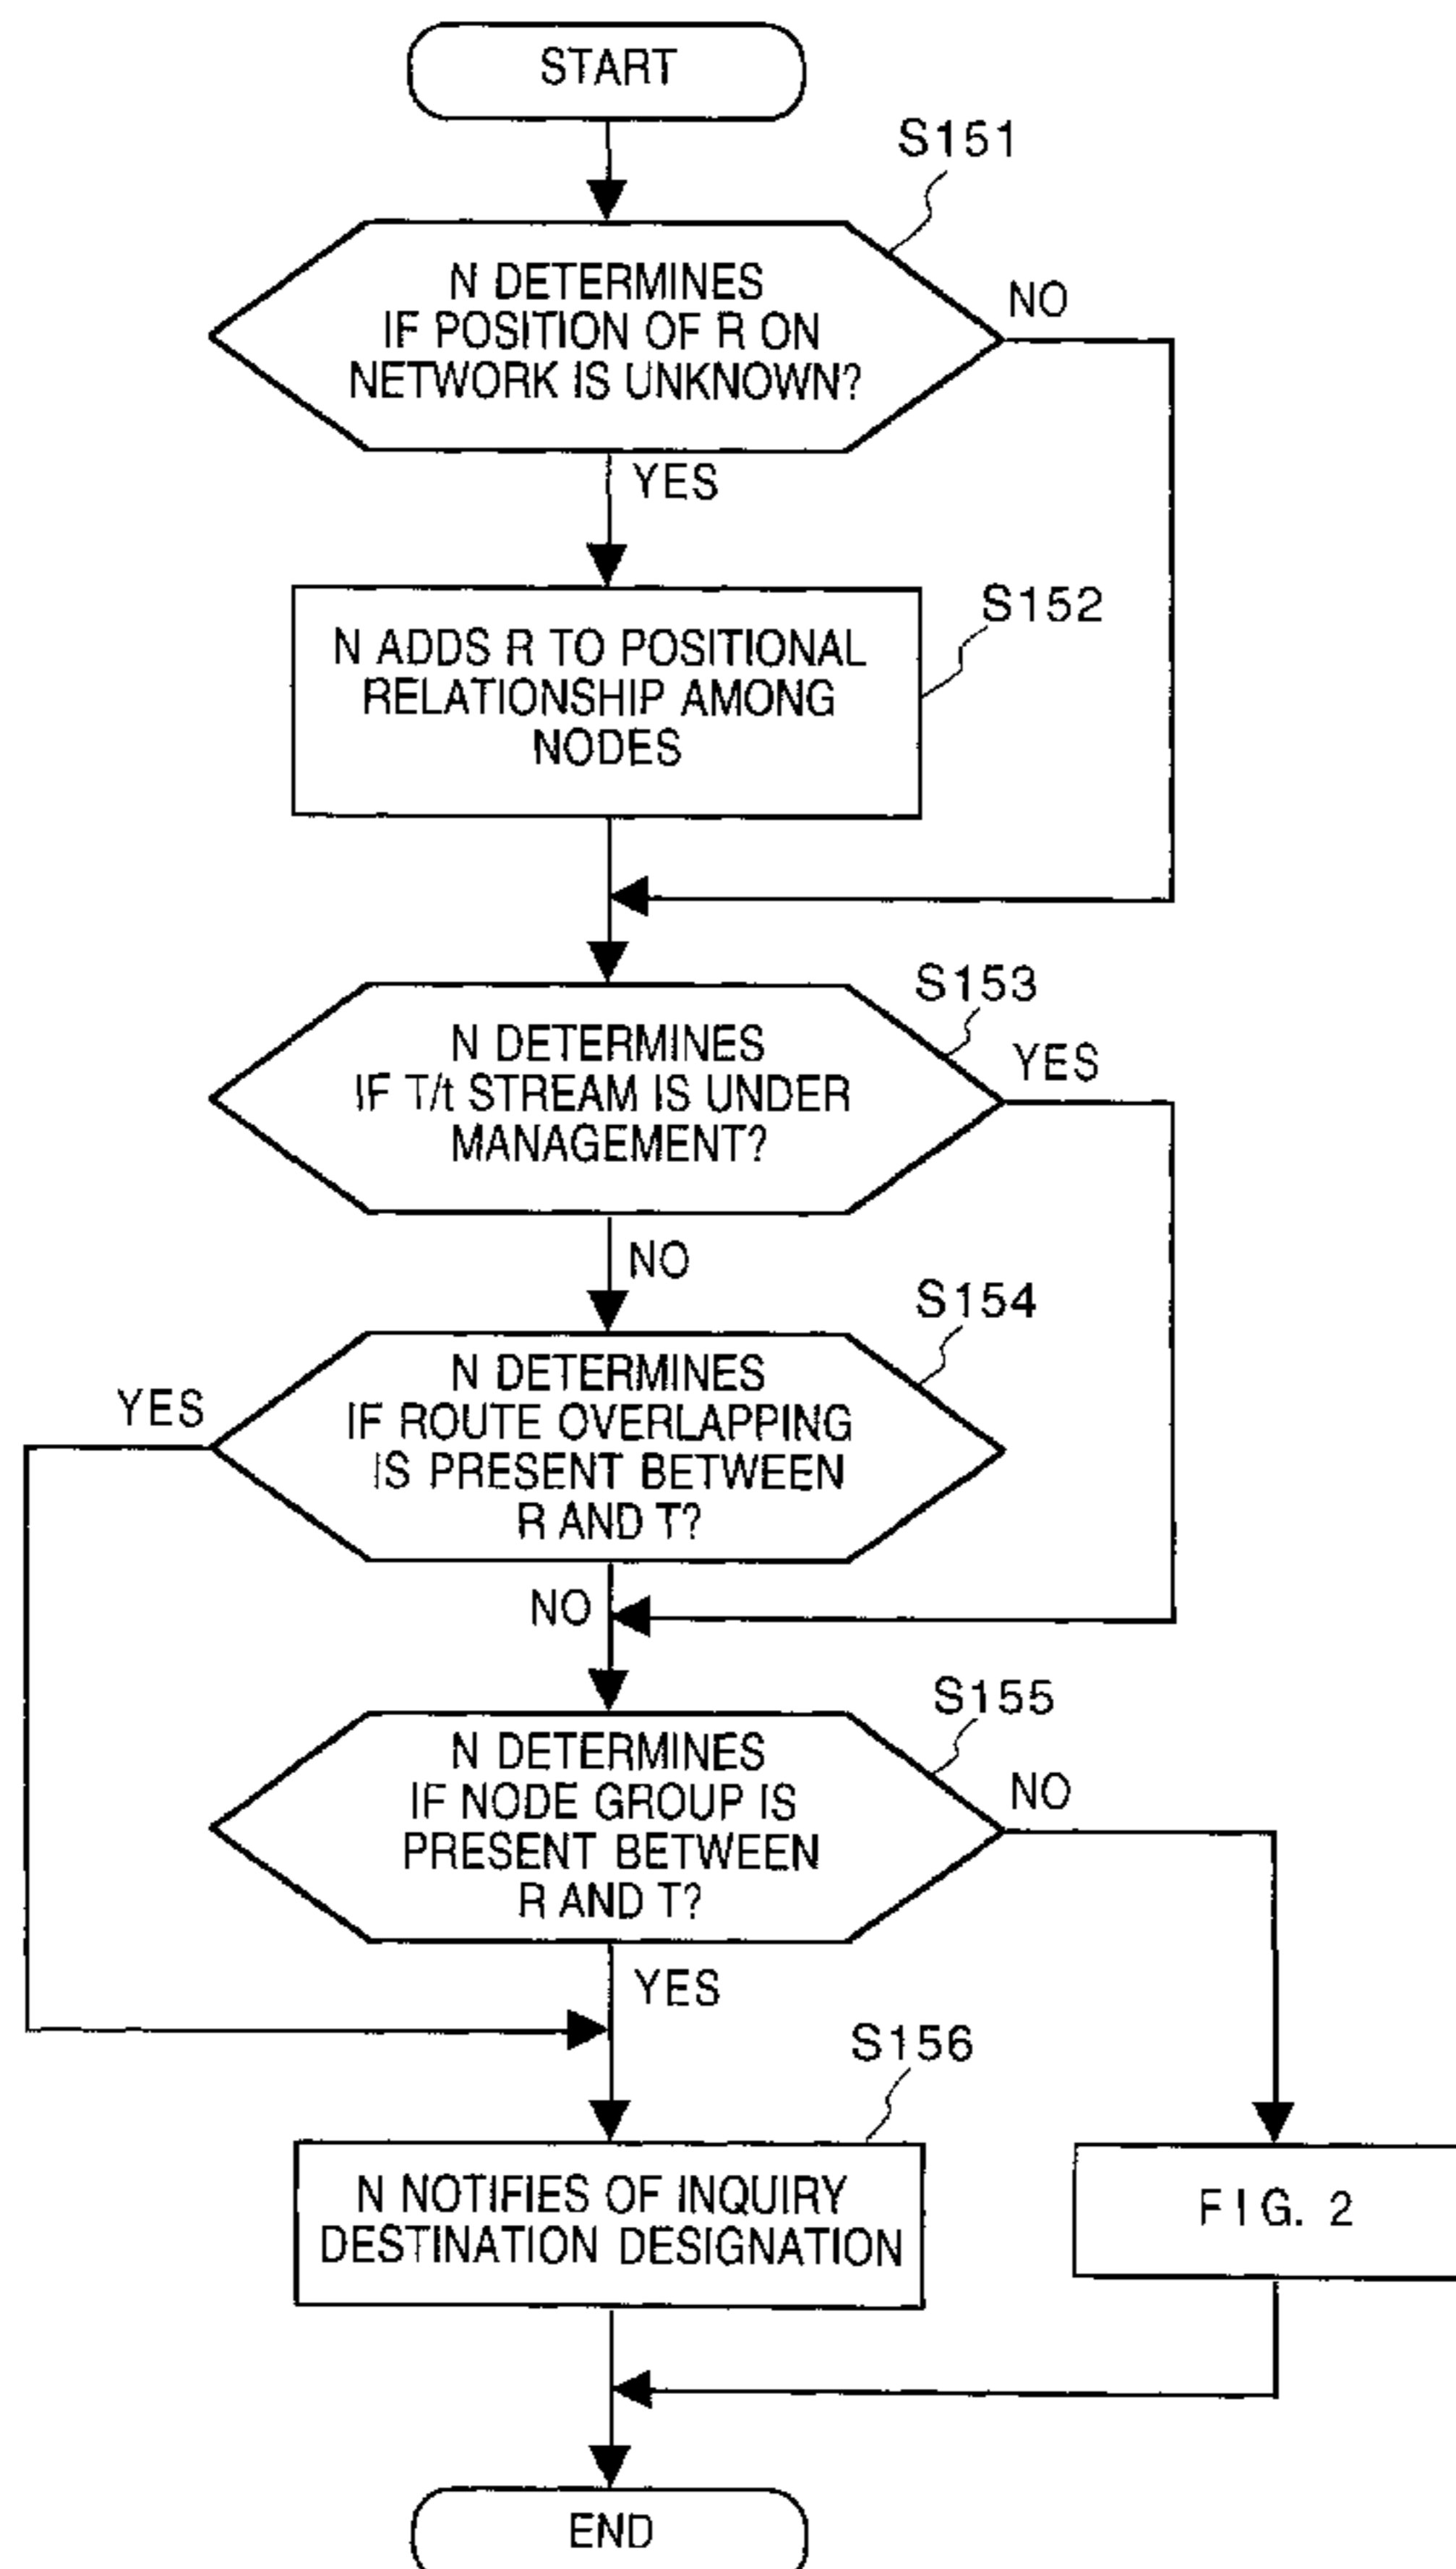 START
S151
N DETERMINES
IF POSITION OF R ON
NETWORK IS UNKNOWN?
NO
YES
S152
N ADDS R TO POSITIONAL
RELATIONSHIP AMONG
NODES
S153
N DETERMINES
IF T/t STREAM IS UNDER
MANAGEMENT?
YES
NO
S154
N DETERMINES
IF ROUTE OVERLAPPING
IS PRESENT BETWEEN
R AND T?
YES
NO
S155
N DETERMINES
IF NODE GROUP IS
PRESENT BETWEEN
R AND T?
NO
YES
S156
N NOTIFIES OF INQUIRY
DESTINATION DESIGNATION
FIG. 2
END